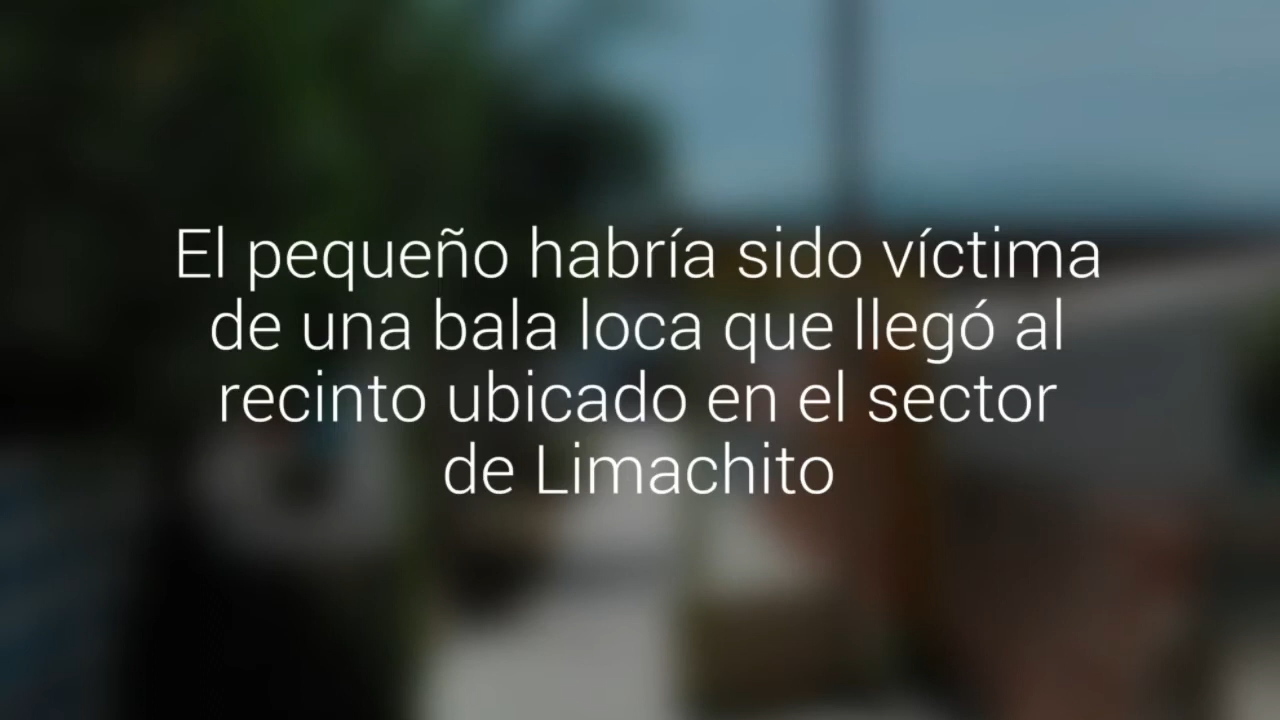 El pequeño habría sido víctima
de una bala loca que llegó al
recinto ubicado en el sector
de Limachito